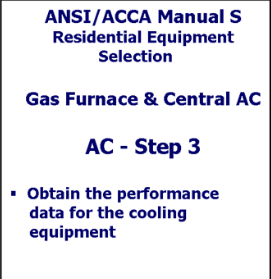 ANSI/ACCA Manual S
Residential Equipment
Selection
Gas Furnace & Central AC
AC - Step 3
▪ Obtain the performance
data for the cooling
equipment